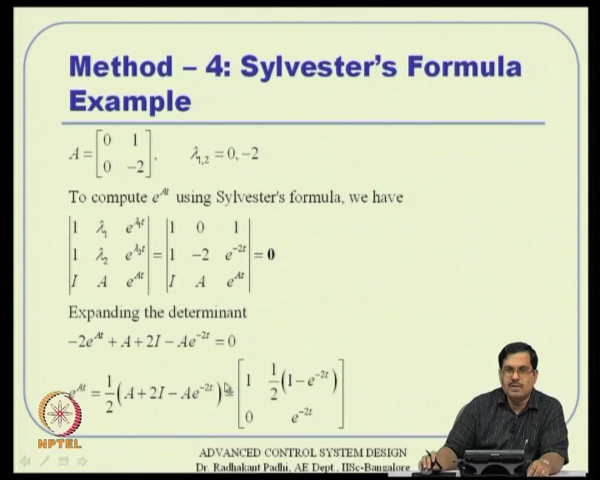 Method – 4: Sylvester's Formula
Example
A = [0 1; 0 −2], λ₁,₂ = 0, −2
To compute e^{At} using Sylvester's formula, we have
|1 λ₁ e^{λ₁t}; 1 λ₂ e^{λ₂t}; I A e^{At}| = |1 0 1; 1 −2 e^{−2t}; I A e^{At}| = 0
Expanding the determinant
−2e^{At} + A + 2I − Ae^{−2t} = 0
e^{At} = 1/2 (A + 2I − Ae^{−2t}) = [1 1/2(1 − e^{−2t}); 0 e^{−2t}]
NPTEL
ADVANCED CONTROL SYSTEM DESIGN
Dr. Radhakant Padhi, AE Dept., IISc-Bangalore